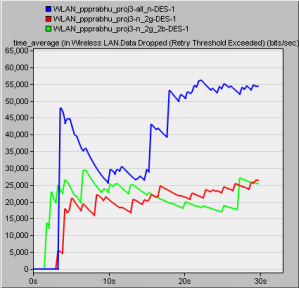 WLAN_ppprabhu_proj3-all_n-DES-1
WLAN_ppprabhu_proj3-n_2g-DES-1
WLAN_ppprabhu_proj3-n_2g_2b-DES-1
time_average (in Wireless LAN.Data Dropped (Retry Threshold Exceeded) (bits/sec)
65,000
60,000
55,000
50,000
45,000
40,000
35,000
30,000
25,000
20,000
15,000
10,000
5,000
0
0s
10s
20s
30s